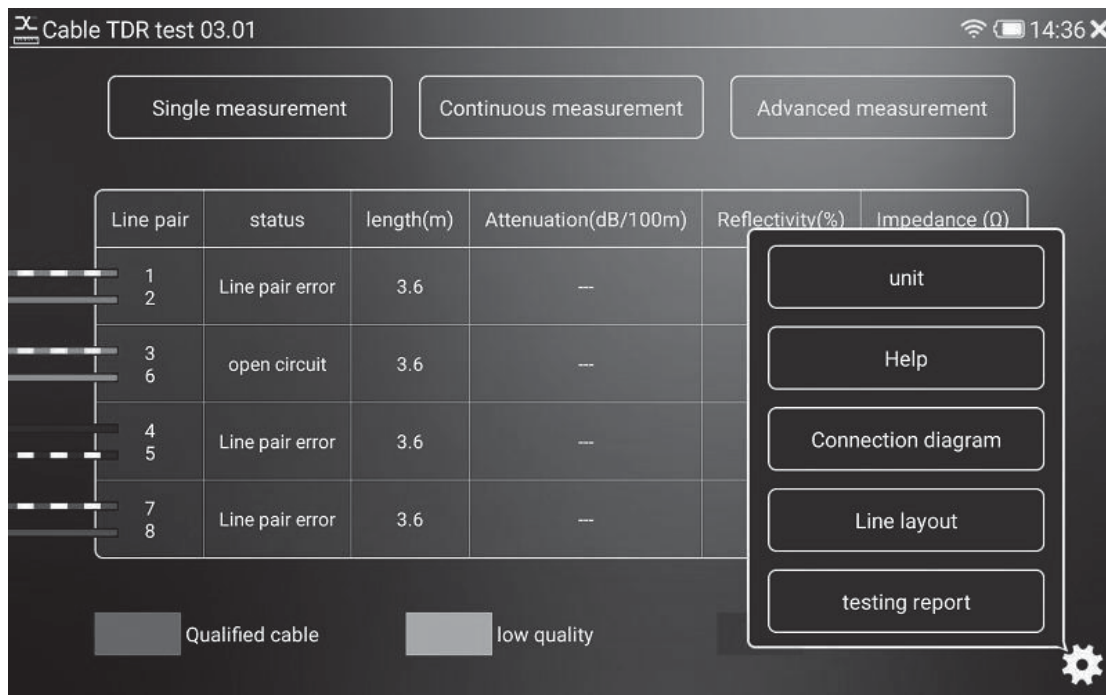 Cable TDR test 03.01
14:36
Single measurement
Continuous measurement
Advanced measurement
Line pair status length(m) Attenuation(dB/100m) Reflectivity(%) Impedance (Ω)
1
2
Line pair error 3.6 ---
3
6
open circuit 3.6 ---
4
5
Line pair error 3.6 ---
7
8
Line pair error 3.6 ---
unit
Help
Connection diagram
Line layout
testing report
Qualified cable
low quality